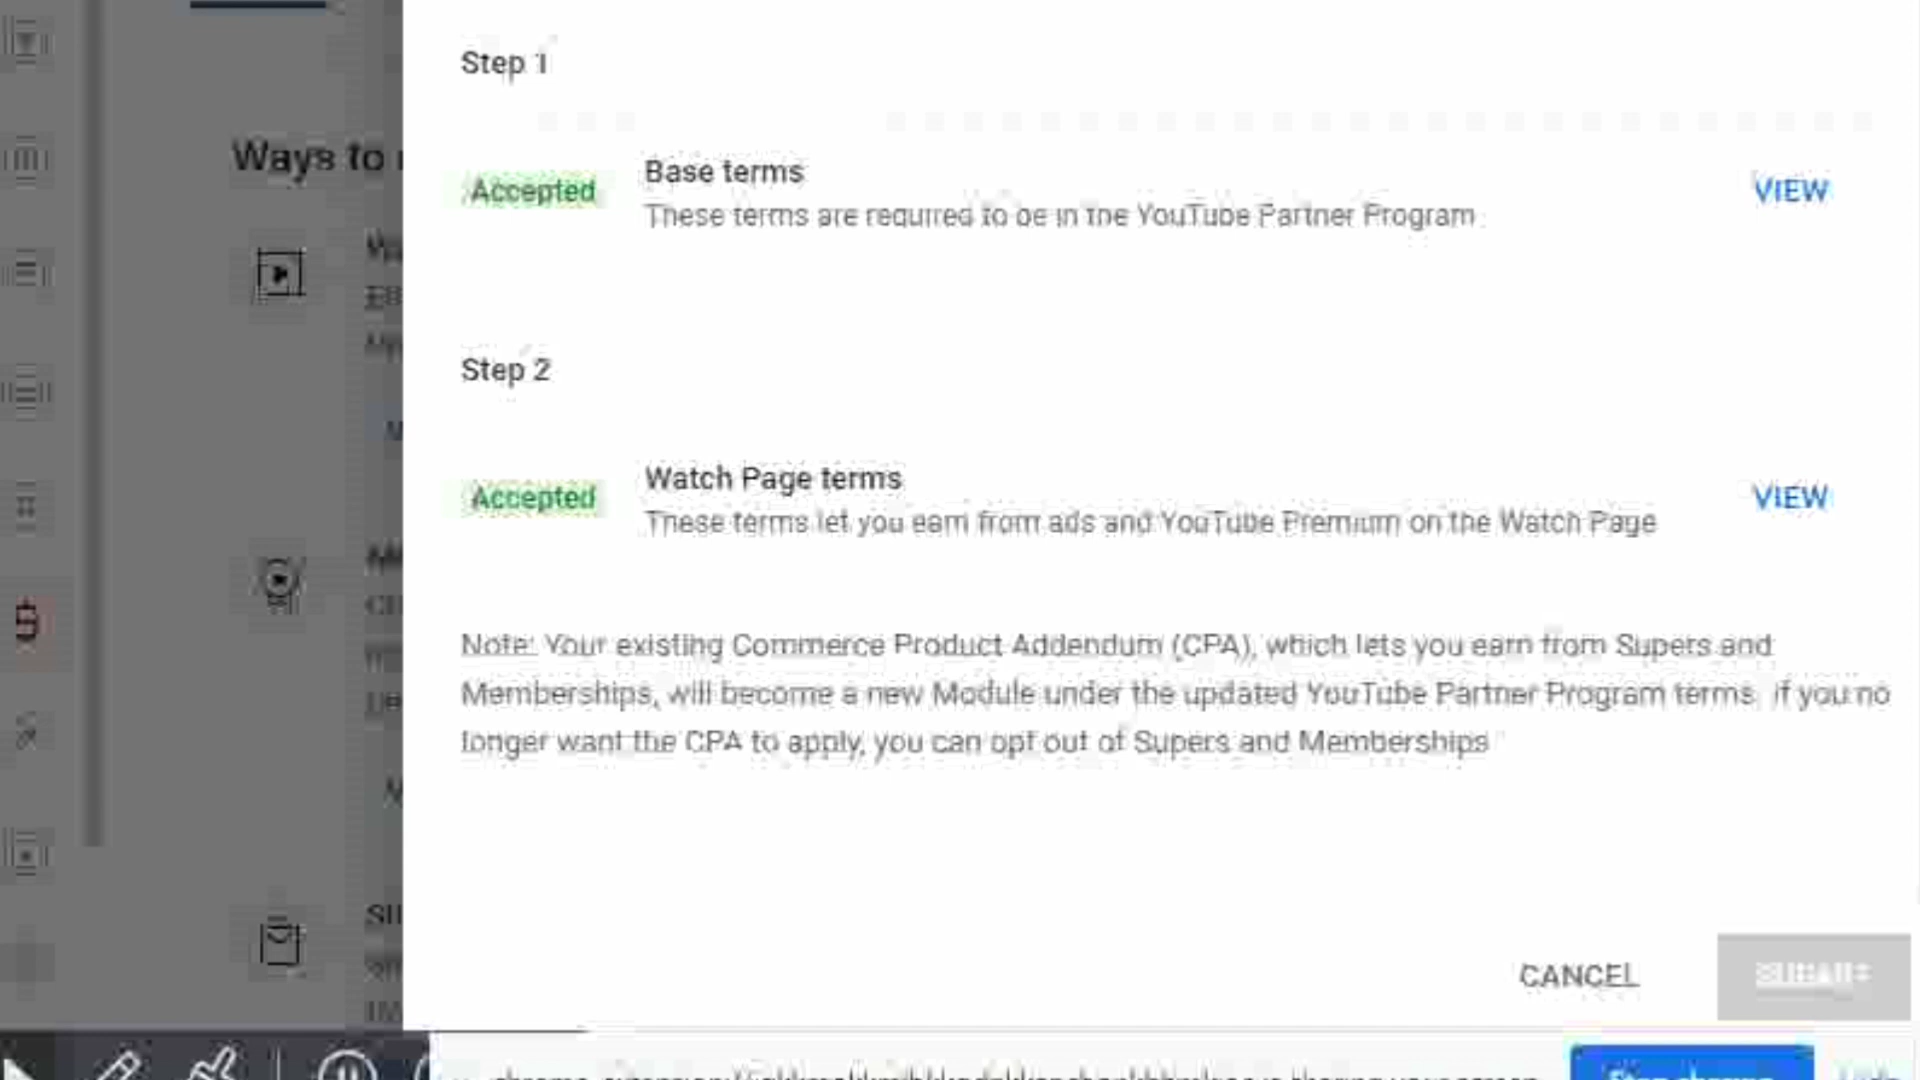 Step 1
Ways to
Accepted
Base terms
These terms are required to be in the YouTube Partner Program
VIEW
Step 2
Accepted
Watch Page terms
These terms let you earn from ads and YouTube Premium on the Watch Page
VIEW
Note: Your existing Commerce Product Addendum (CPA), which lets you earn from Supers and
Memberships, will become a new Module under the updated YouTube Partner Program terms. If you no
longer want the CPA to apply, you can opt out of Supers and Memberships
CANCEL
is sharing your screen